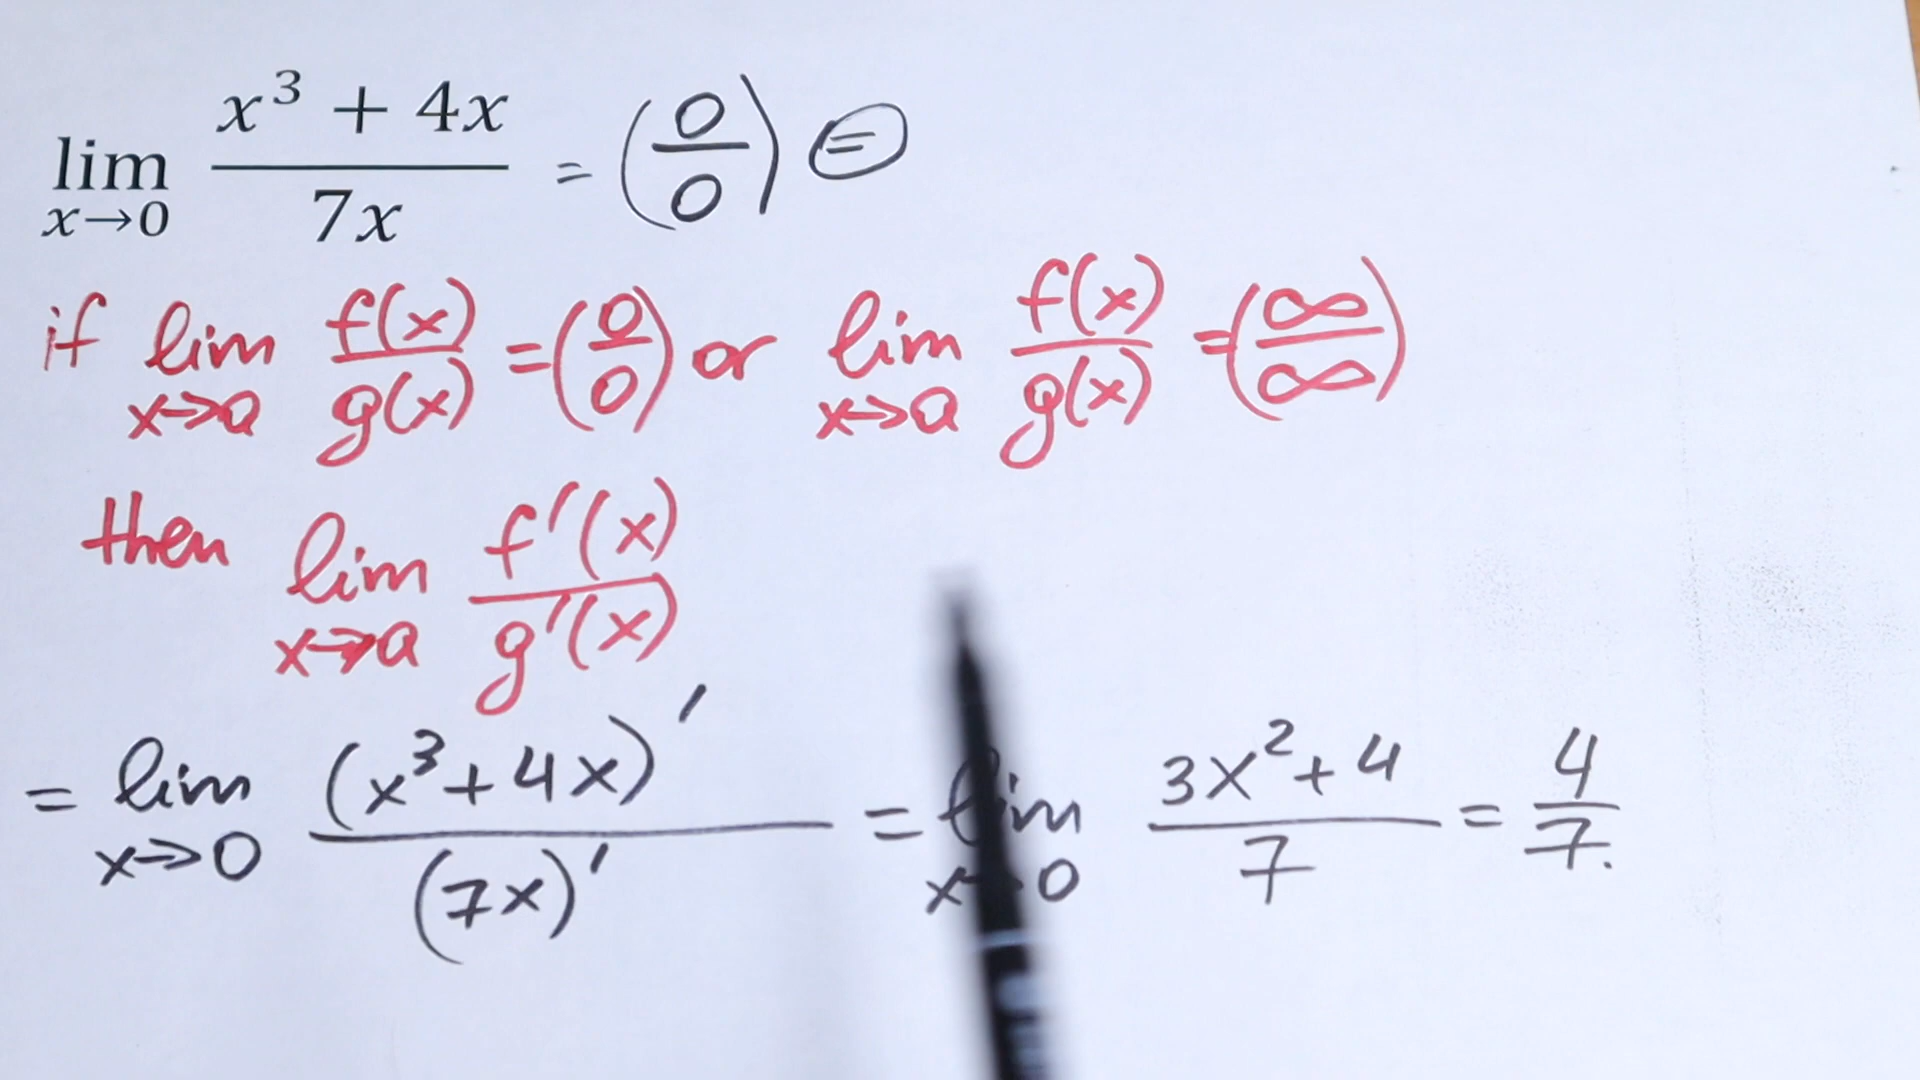 lim x→0 (x³ + 4x)/(7x) = (0/0) =
if lim x→a f(x)/g(x) = (0/0) or lim x→a f(x)/g(x) = (∞/∞)
then lim x→a f'(x)/g'(x)
= lim x→0 (x³+4x)'/(7x)' = lim x→0 (3x²+4)/7 = 4/7.